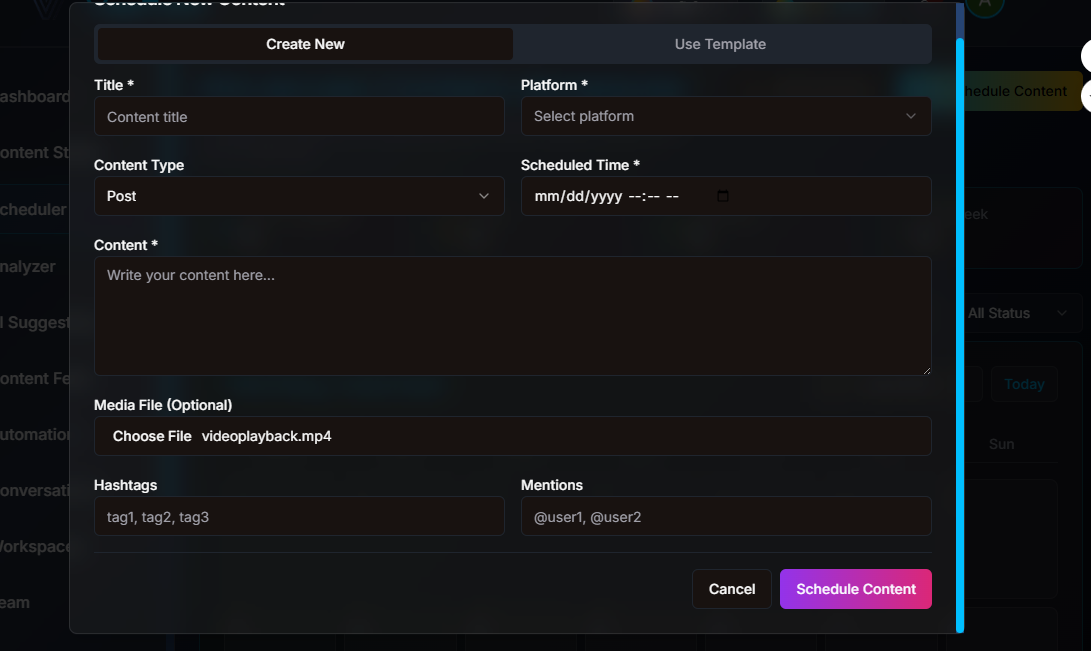 Schedule New Content
Create New
Use Template
Title *
Platform *
Content title
Select platform
Content Type
Scheduled Time *
Post
mm/dd/yyyy --:-- --
Content *
Write your content here...
Media File (Optional)
Choose File videoplayback.mp4
Hashtags
Mentions
tag1, tag2, tag3
@user1, @user2
Cancel
Schedule Content
ashboard
ontent St
cheduler
nalyzer
I Suggest
ontent Fe
utomation
onversati
Workspace
eam
hedule Content
eek
All Status
Today
Sun
A